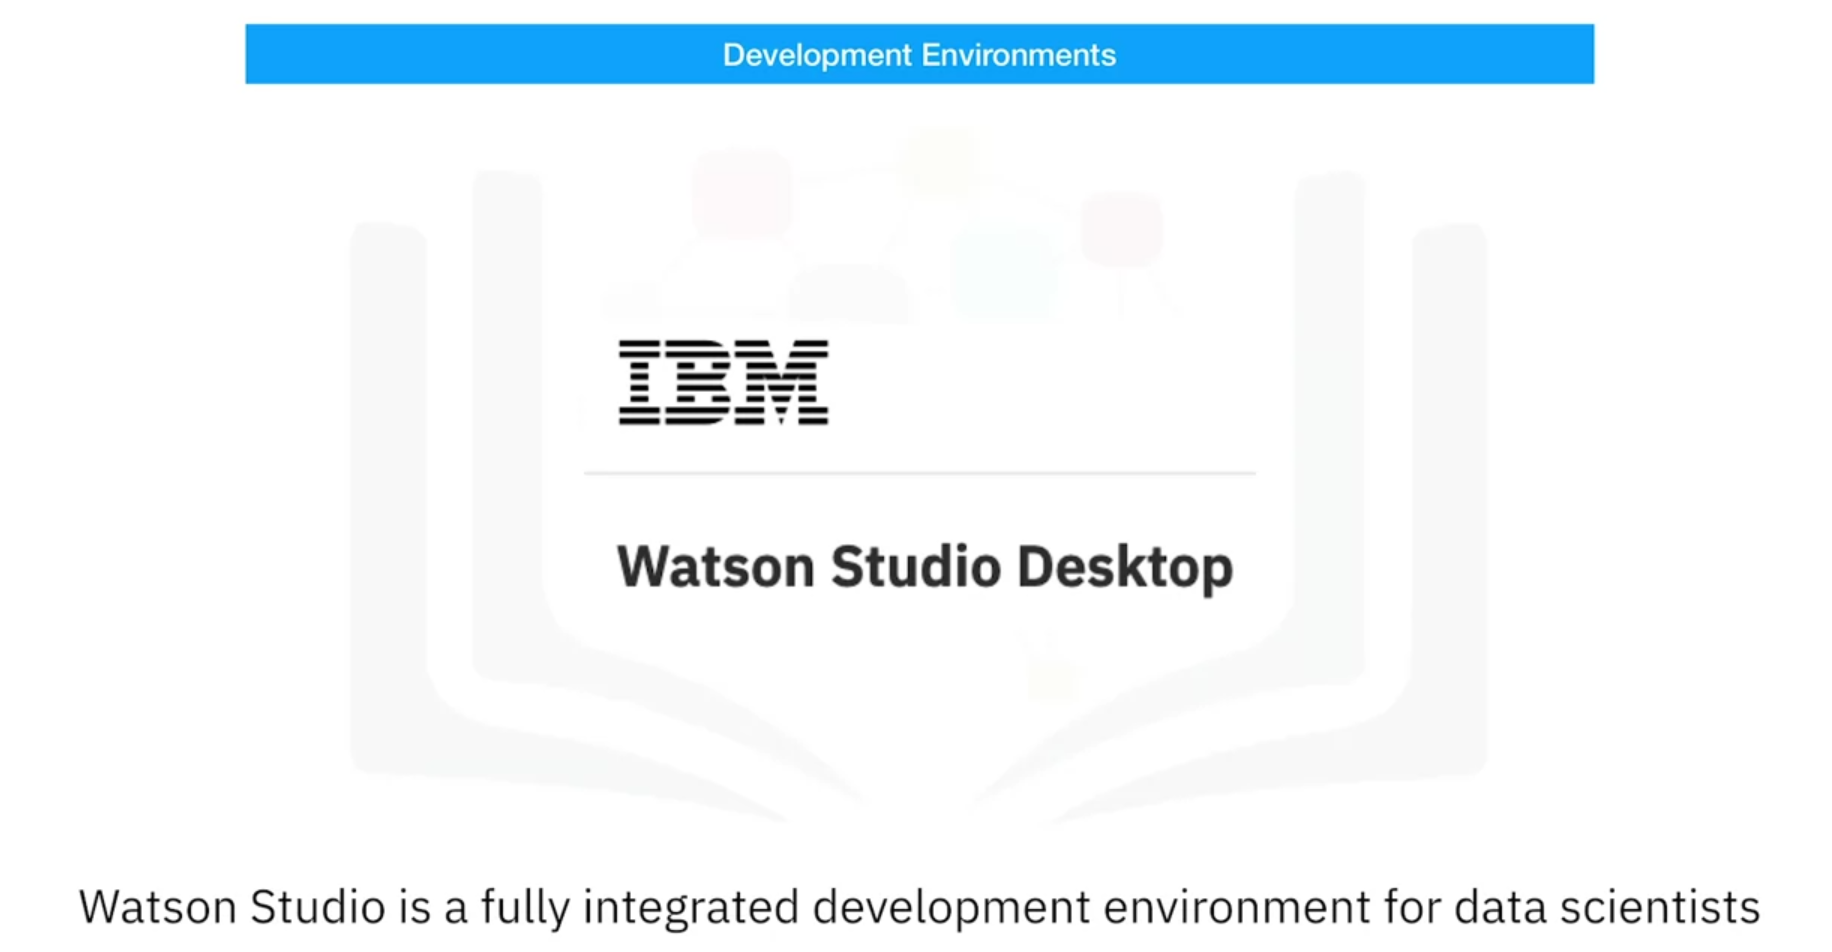 Development Environments
IBM
Watson Studio Desktop
Watson Studio is a fully integrated development environment for data scientists